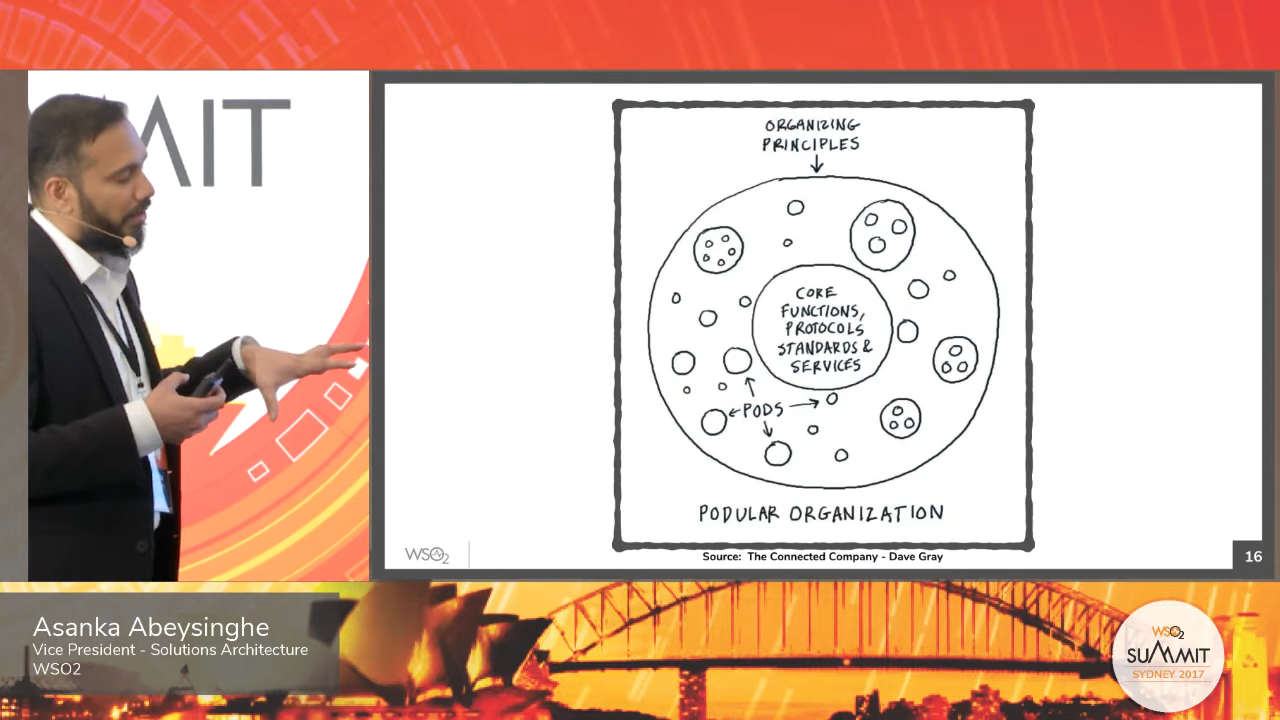 MIT
ORGANIZING
PRINCIPLES
CORE
FUNCTIONS,
PROTOCOLS
STANDARDS &
SERVICES
PODS
PODULAR ORGANIZATION
Source: The Connected Company - Dave Gray
WSO2
16
Asanka Abeysinghe
Vice President - Solutions Architecture
WSO2
WSO2
SUMMIT
SYDNEY 2017